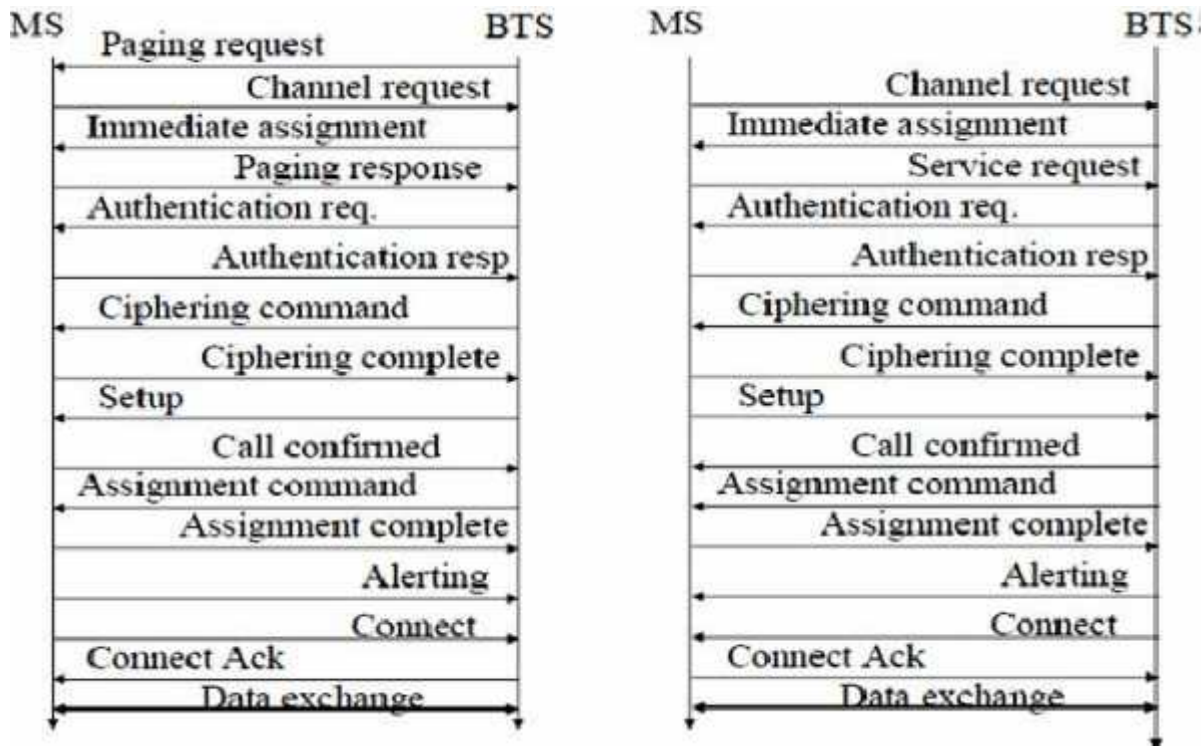 MS BTS
Paging request
Channel request
Immediate assignment
Paging response
Authentication req.
Authentication resp
Ciphering command
Ciphering complete
Setup
Call confirmed
Assignment command
Assignment complete
Alerting
Connect
Connect Ack
Data exchange
MS BTS
Channel request
Immediate assignment
Service request
Authentication req.
Authentication resp
Ciphering command
Ciphering complete
Setup
Call confirmed
Assignment command
Assignment complete
Alerting
Connect
Connect Ack
Data exchange